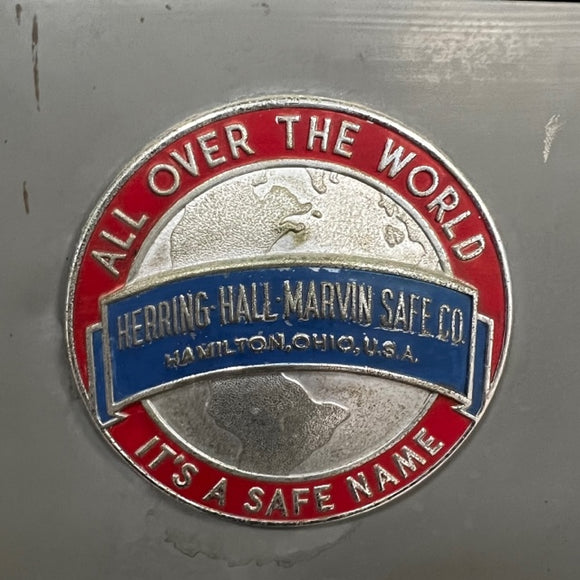 ALL OVER THE WORLD
HERRING-HALL-MARVIN SAFE CO.
HAMILTON, OHIO, U.S.A.
IT'S A SAFE NAME